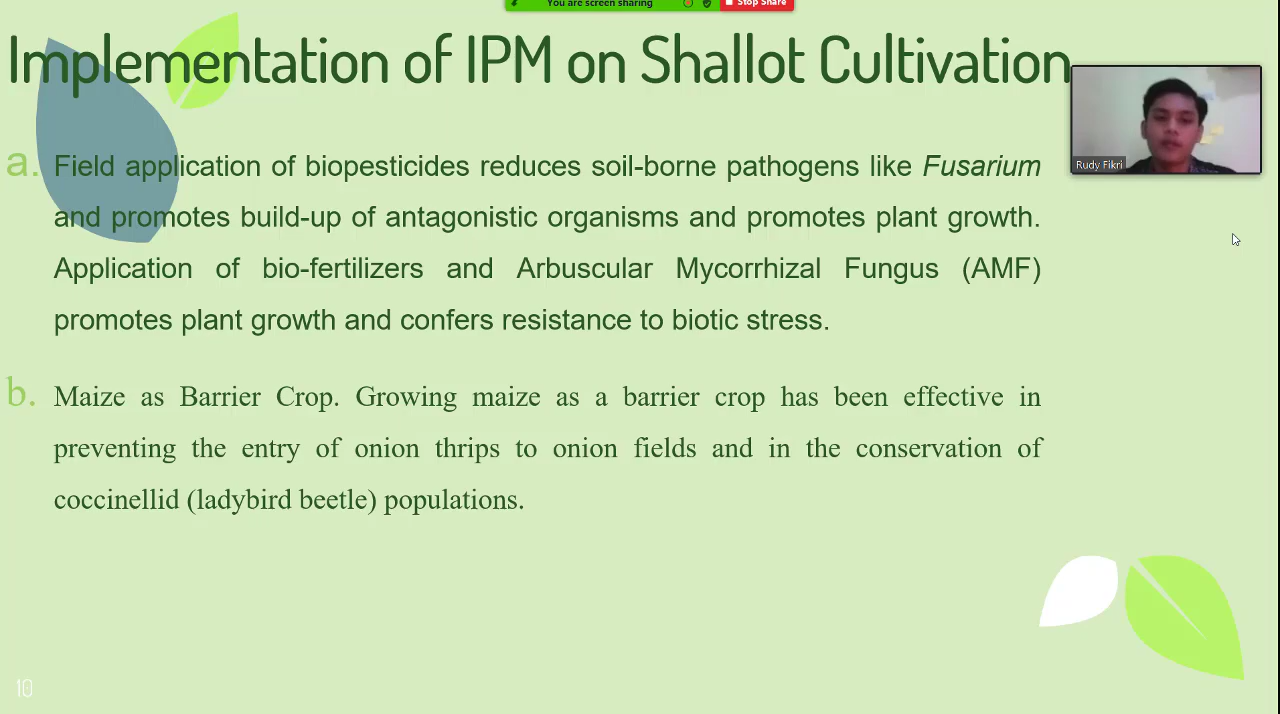 You are screen sharing
Stop Share
Implementation of IPM on Shallot Cultivation
Rudy Fikri
a. Field application of biopesticides reduces soil-borne pathogens like Fusarium
and promotes build-up of antagonistic organisms and promotes plant growth.
Application of bio-fertilizers and Arbuscular Mycorrhizal Fungus (AMF)
promotes plant growth and confers resistance to biotic stress.
b. Maize as Barrier Crop. Growing maize as a barrier crop has been effective in
preventing the entry of onion thrips to onion fields and in the conservation of
coccinellid (ladybird beetle) populations.
10